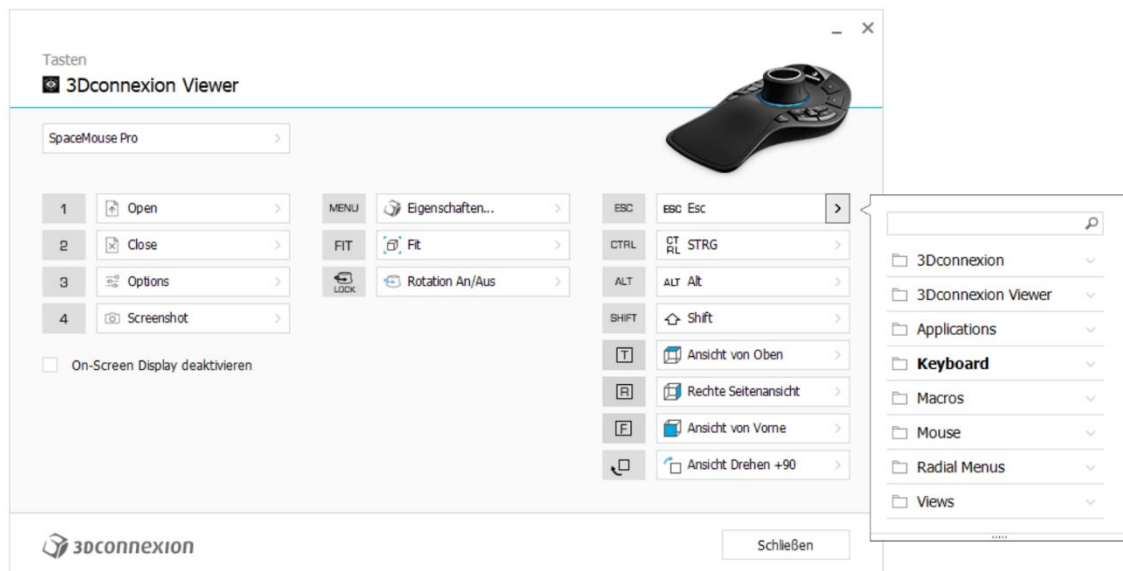 Tasten
3Dconnexion Viewer
SpaceMouse Pro
1 Open
2 Close
3 Options
4 Screenshot
On-Screen Display deaktivieren
MENU Eigenschaften...
FIT Fit
LOCK Rotation An/Aus
ESC ESC Esc
CTRL CTRL STRG
ALT ALT Alt
SHIFT Shift
T Ansicht von Oben
R Rechte Seitenansicht
F Ansicht von Vorne
Ansicht Drehen +90
3Dconnexion
3Dconnexion Viewer
Applications
Keyboard
Macros
Mouse
Radial Menus
Views
3Dconnexion
Schließen